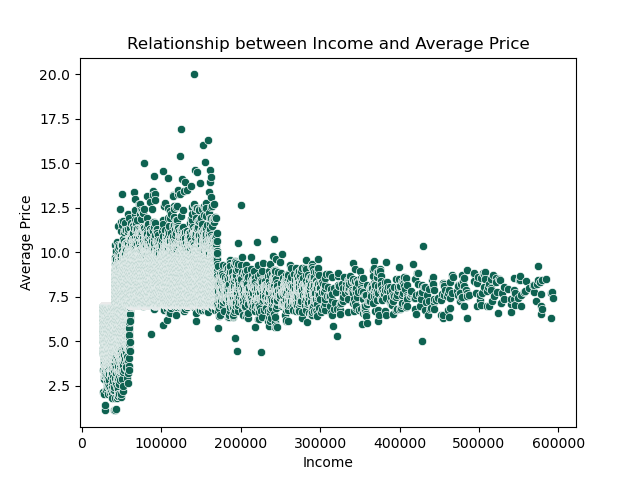 Relationship between Income and Average Price
20.0
17.5
15.0
12.5
10.0
7.5
5.0
2.5
Average Price
0 100000 200000 300000 400000 500000 600000
Income